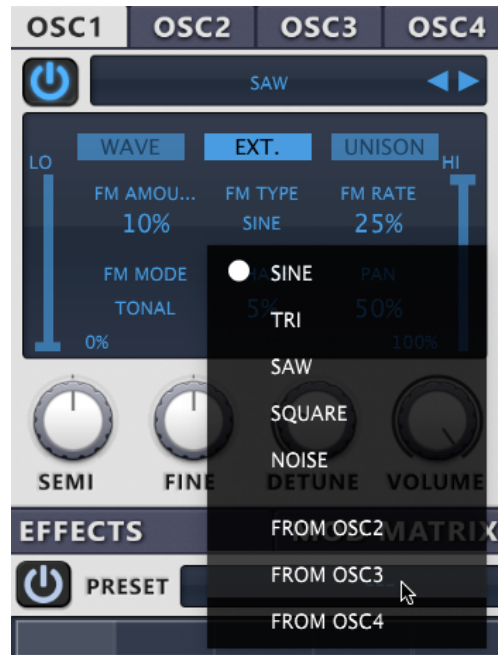 OSC1 OSC2 OSC3 OSC4
SAW
WAVE EXT. UNISON
LO HI
FM AMOU... FM TYPE FM RATE
10% SINE 25%
FM MODE PAN
TONAL 5% 50%
0% 100%
SINE
TRI
SAW
SQUARE
NOISE
FROM OSC2
FROM OSC3
FROM OSC4
SEMI FINE DETUNE VOLUME
EFFECTS MOD MATRIX
PRESET